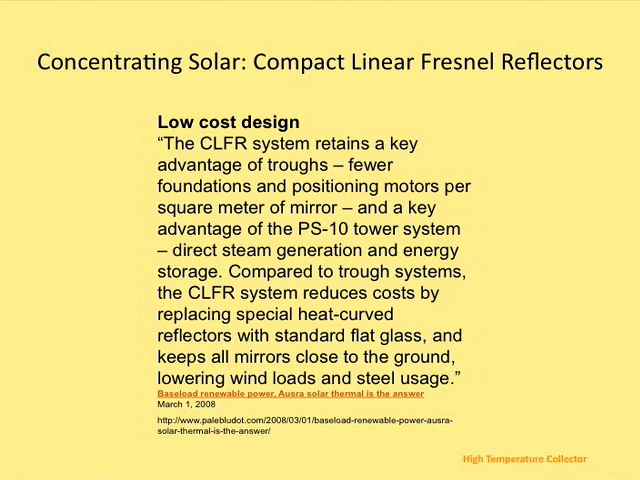 Concentrating Solar: Compact Linear Fresnel Reflectors
Low cost design
“The CLFR system retains a key
advantage of troughs – fewer
foundations and positioning motors per
square meter of mirror – and a key
advantage of the PS-10 tower system
– direct steam generation and energy
storage. Compared to trough systems,
the CLFR system reduces costs by
replacing special heat-curved
reflectors with standard flat glass, and
keeps all mirrors close to the ground,
lowering wind loads and steel usage.”
Baseload renewable power, Ausra solar thermal is the answer
March 1, 2008
http://www.palebludot.com/2008/03/01/baseload-renewable-power-ausra-
solar-thermal-is-the-answer/
High Temperature Collector